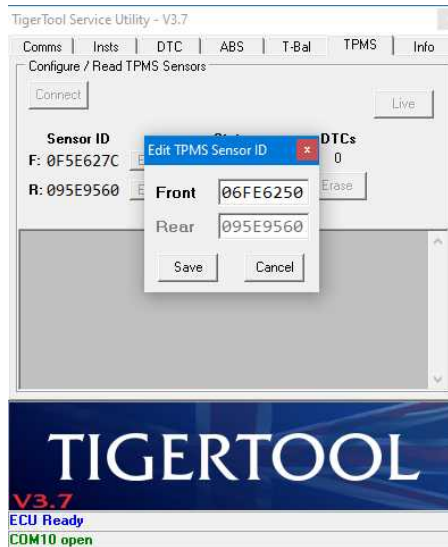 TigerTool Service Utility - V3.7
Comms Insts DTC ABS T-Bal TPMS Info
Configure / Read TPMS Sensors
Connect
Live
Sensor ID DTCs
F: 0F5E627C 0
R: 095E9560 Erase
Edit TPMS Sensor ID x
Front 06FE6250
Rear 095E9560
Save Cancel
TIGERTOOL
V3.7
ECU Ready
COM10 open